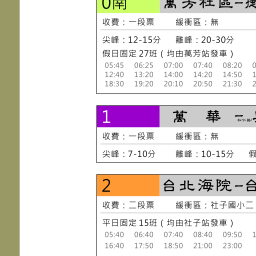 0南 萬芳社區-捷
收費：一段票 緩衝區：無
尖峰：12-15分 離峰：20-30分
假日固定27班（均由萬芳站發車）
05:45 06:25 07:00 07:40 08:20
12:40 13:20 14:00 14:20 14:50
18:30 19:20 20:10 20:50 21:30
1 萬 華
收費：一段票 緩衝區：無
尖峰：7-10分 離峰：10-15分 假
2 台北海院-台
收費：二段票 緩衝區：社子國小二
平日固定15班（均由社子站發車）
05:40 06:40 07:40 08:40 09:50
16:40 17:50 18:50 21:00 23:00